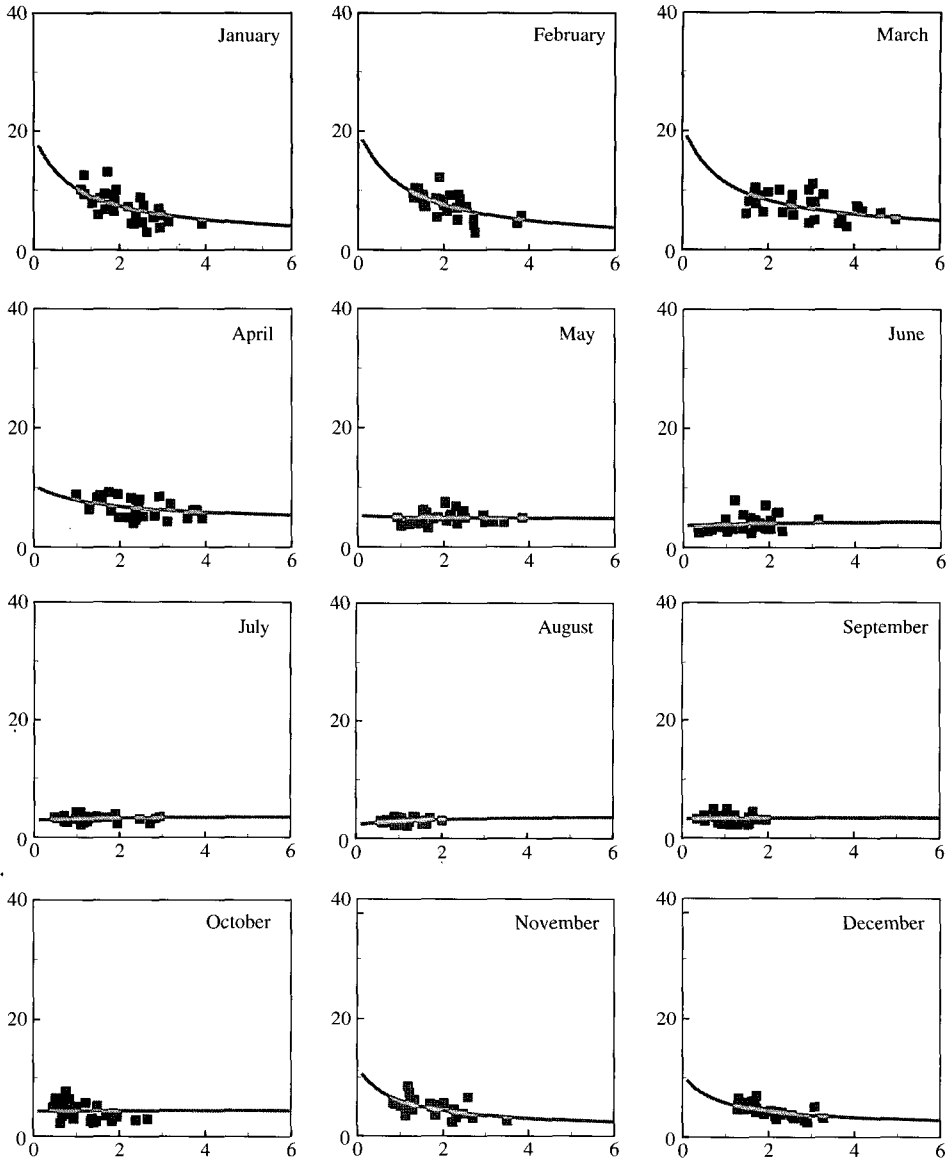 40 January 40 February 40 March
20 20 20
0 0 0
0 2 4 6 0 2 4 6 0 2 4 6
40 April 40 May 40 June
20 20 20
0 0 0
0 2 4 6 0 2 4 6 0 2 4 6
40 July 40 August 40 September
20 20 20
0 0 0
0 2 4 6 0 2 4 6 0 2 4 6
40 October 40 November 40 December
20 20 20
0 0 0
0 2 4 6 0 2 4 6 0 2 4 6